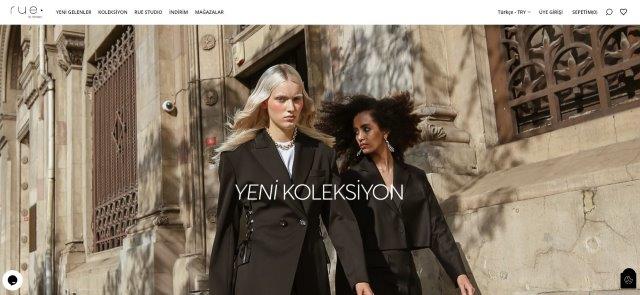 rue.
YENİ GELENLER KOLEKSİYON RUE STUDIO İNDİRİM MAĞAZALAR
Türkçe - TRY ÜYE GİRİŞİ SEPETİM(0)
YENİ KOLEKSİYON